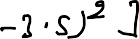 -3 · 5)² ]